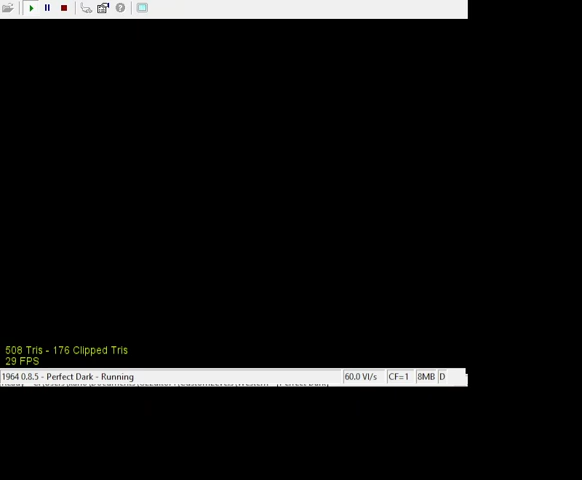 508 Tris - 176 Clipped Tris
29 FPS
1964 0.8.5 - Perfect Dark - Running 60.0 VI/s CF=1 8MB D